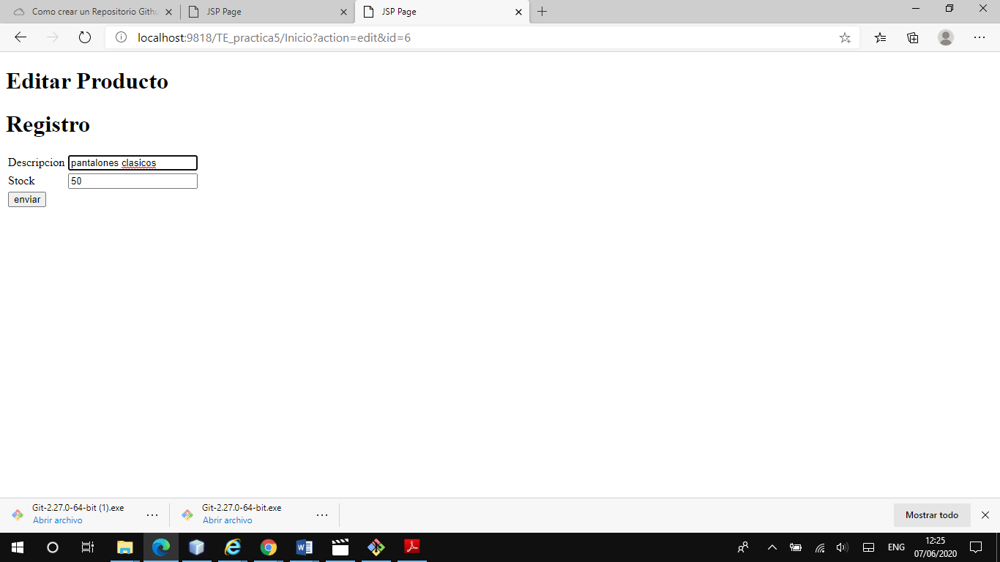 Como crear un Repositorio Githu
JSP Page
JSP Page
localhost:9818/TE_practica5/Inicio?action=edit&id=6
Editar Producto
Registro
Descripcion pantalones clasicos
Stock 50
enviar
Git-2.27.0-64-bit (1).exe
Abrir archivo
Git-2.27.0-64-bit.exe
Abrir archivo
Mostrar todo
ENG
12:25
07/06/2020